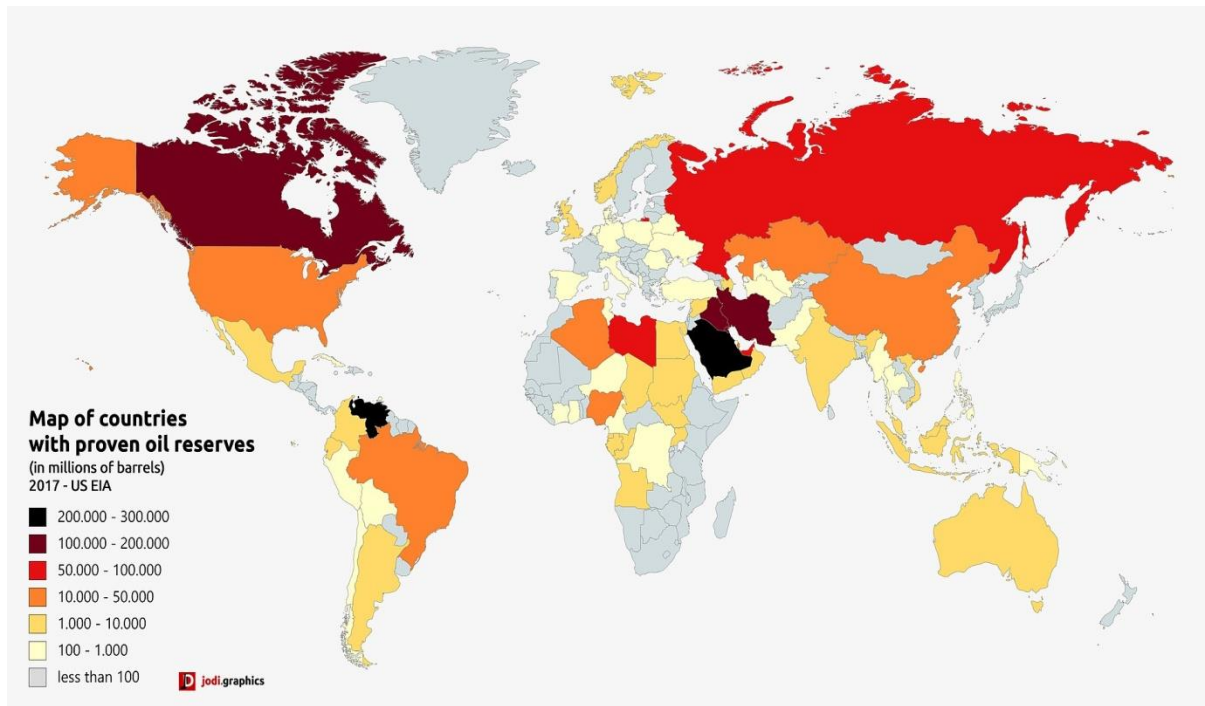 Map of countries
with proven oil reserves
(in millions of barrels)
2017 - US EIA
200.000 - 300.000
100.000 - 200.000
50.000 - 100.000
10.000 - 50.000
1.000 - 10.000
100 - 1.000
less than 100
jodi.graphics